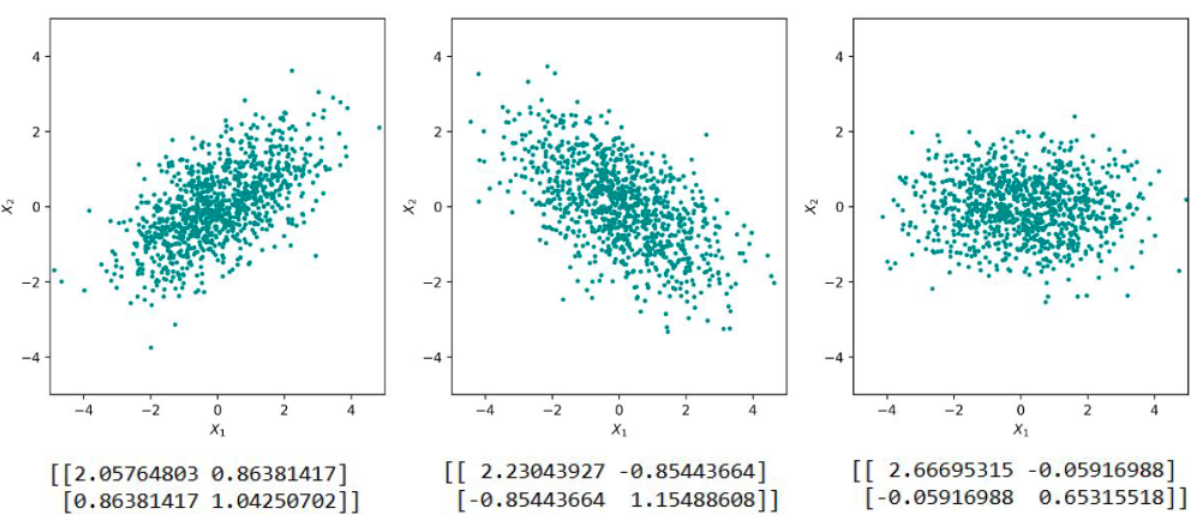 4
2
0
−2
−4
X₂
−4 −2 0 2 4
X₁
[[2.05764803 0.86381417]
[0.86381417 1.04250702]]
4
2
0
−2
−4
X₂
−4 −2 0 2 4
X₁
[[ 2.23043927 -0.85443664]
[-0.85443664 1.15488608]]
4
2
0
−2
−4
X₂
−4 −2 0 2 4
X₁
[[ 2.66695315 -0.05916988]
[-0.05916988 0.65315518]]